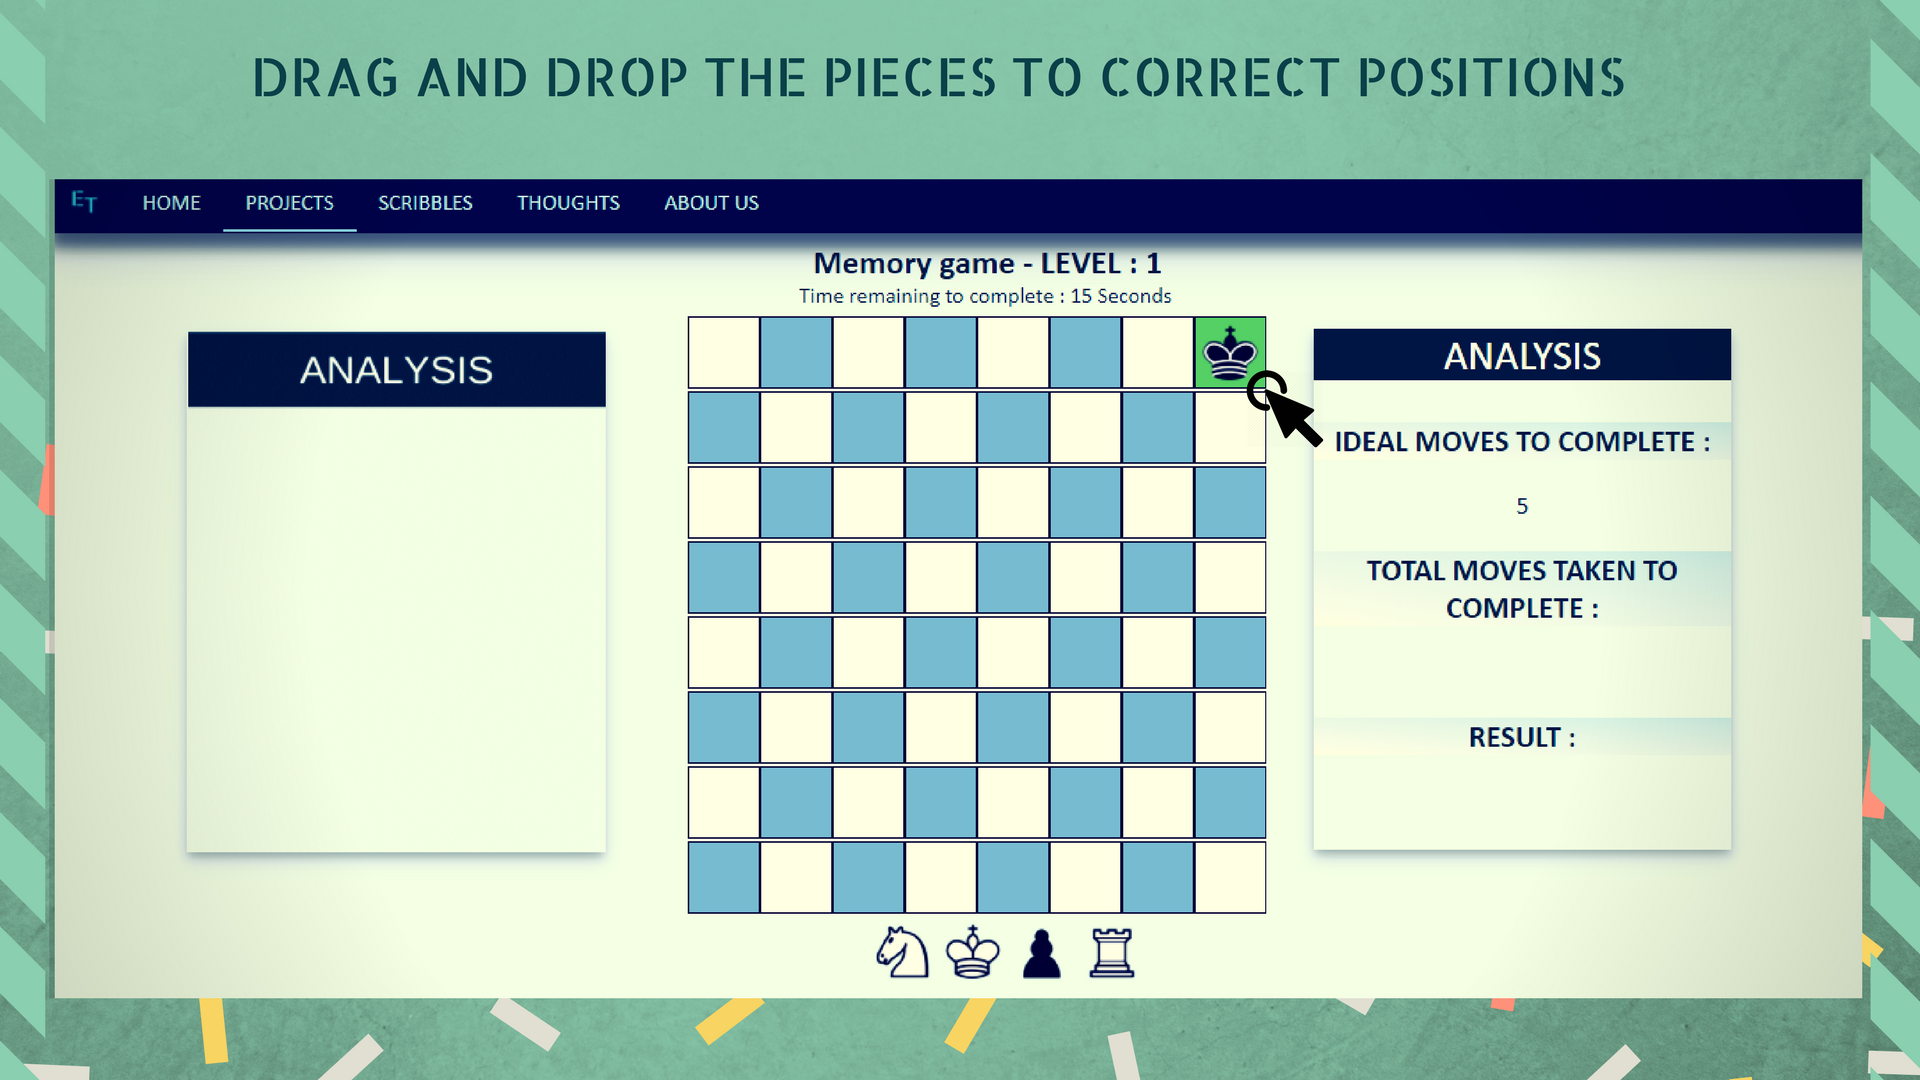 DRAG AND DROP THE PIECES TO CORRECT POSITIONS
ET HOME PROJECTS SCRIBBLES THOUGHTS ABOUT US
Memory game - LEVEL : 1
Time remaining to complete : 15 Seconds
ANALYSIS
ANALYSIS
IDEAL MOVES TO COMPLETE :
5
TOTAL MOVES TAKEN TO
COMPLETE :
RESULT :